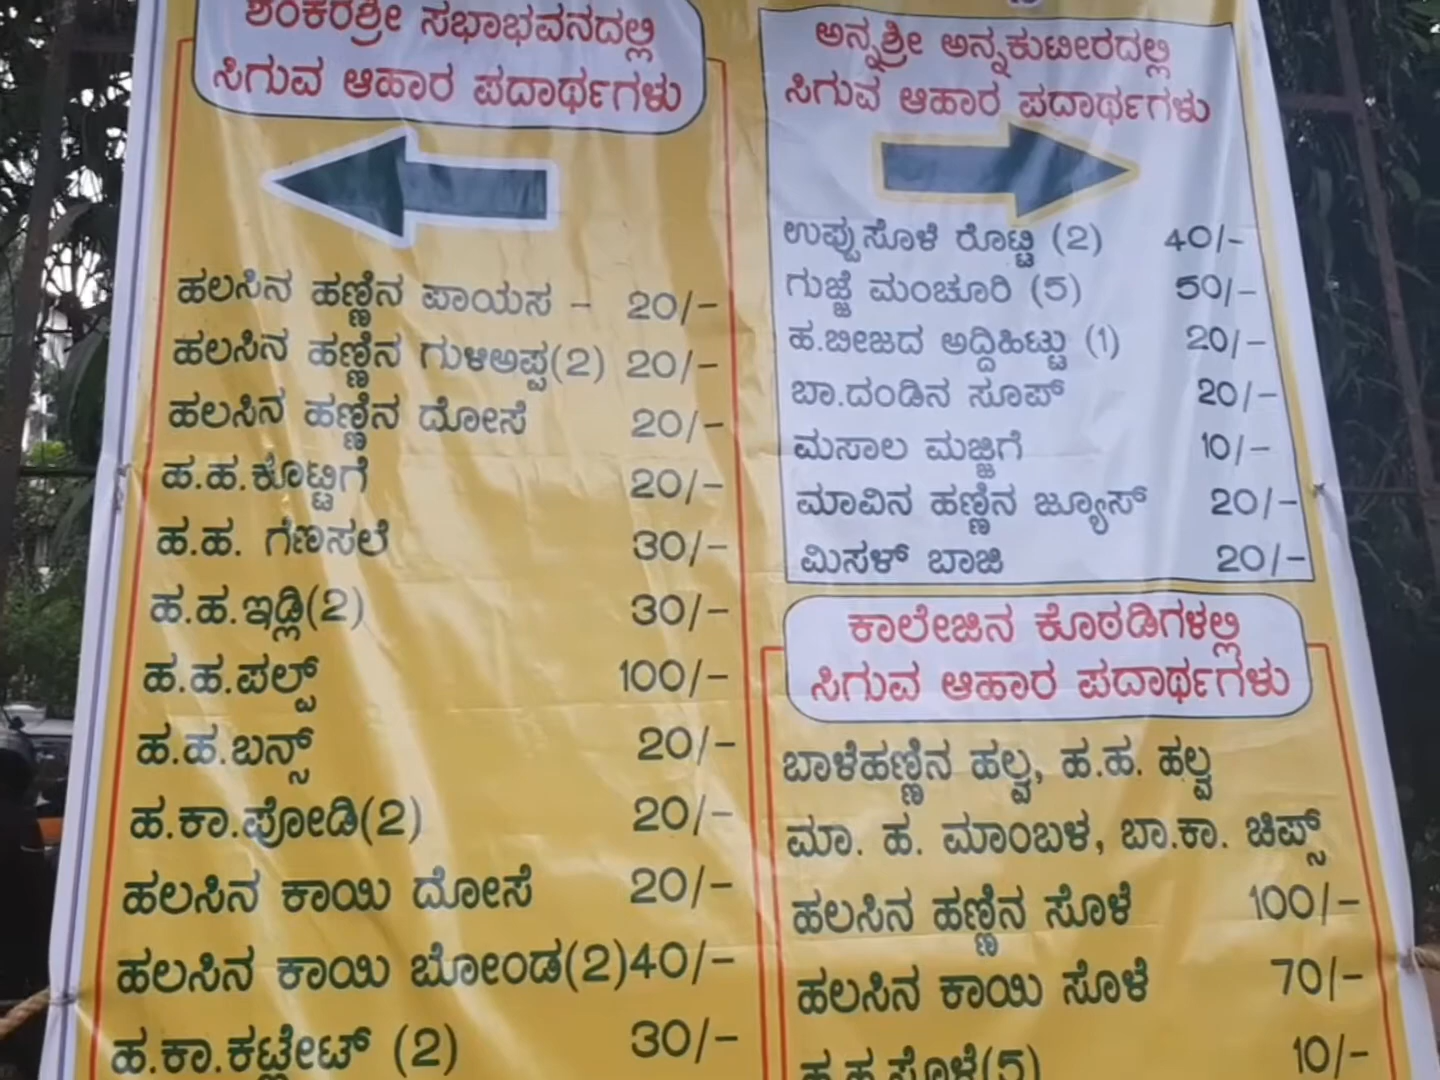 ಶಂಕರಶ್ರೀ ಸಭಾಭವನದಲ್ಲಿ
ಸಿಗುವ ಆಹಾರ ಪದಾರ್ಥಗಳು
ಹಲಸಿನ ಹಣ್ಣಿನ ಪಾಯಸ - 20/-
ಹಲಸಿನ ಹಣ್ಣಿನ ಗುಳಿಅಪ್ಪ(2) 20/-
ಹಲಸಿನ ಹಣ್ಣಿನ ದೋಸೆ 20/-
ಹ.ಹ.ಕೊಟ್ಟಿಗೆ 20/-
ಹ.ಹ. ಗೆಣಸಲೆ 30/-
ಹ.ಹ.ಇಡ್ಲಿ(2) 30/-
ಹ.ಹ.ಪಲ್ಪ್ 100/-
ಹ.ಹ.ಬನ್ಸ್ 20/-
ಹ.ಕಾ.ಪೋಡಿ(2) 20/-
ಹಲಸಿನ ಕಾಯಿ ದೋಸೆ 20/-
ಹಲಸಿನ ಕಾಯಿ ಬೋಂಡ(2)40/-
ಹ.ಕಾ.ಕಟ್ಲೇಟ್ (2) 30/-
ಅನ್ನಶ್ರೀ ಅನ್ನಕುಟೀರದಲ್ಲಿ
ಸಿಗುವ ಆಹಾರ ಪದಾರ್ಥಗಳು
ಉಪ್ಪುಸೊಳೆ ರೊಟ್ಟಿ (2) 40/-
ಗುಜ್ಜೆ ಮಂಚೂರಿ (5) 50/-
ಹ.ಬೀಜದ ಅದ್ದಿಹಿಟ್ಟು (1) 20/-
ಬಾ.ದಂಡಿನ ಸೂಪ್ 20/-
ಮಸಾಲ ಮಜ್ಜಿಗೆ 10/-
ಮಾವಿನ ಹಣ್ಣಿನ ಜ್ಯೂಸ್ 20/-
ಮಿಸಳ್ ಬಾಜಿ 20/-
ಕಾಲೇಜಿನ ಕೊಠಡಿಗಳಲ್ಲಿ
ಸಿಗುವ ಆಹಾರ ಪದಾರ್ಥಗಳು
ಬಾಳೆಹಣ್ಣಿನ ಹಲ್ವ, ಹ.ಹ. ಹಲ್ವ
ಮಾ. ಹ. ಮಾಂಬಳ, ಬಾ.ಕಾ. ಚಿಪ್ಸ್
ಹಲಸಿನ ಹಣ್ಣಿನ ಸೊಳೆ 100/-
ಹಲಸಿನ ಕಾಯಿ ಸೊಳೆ 70/-
ಹ.ಹ.ಸೊಳೆ(5) 10/-